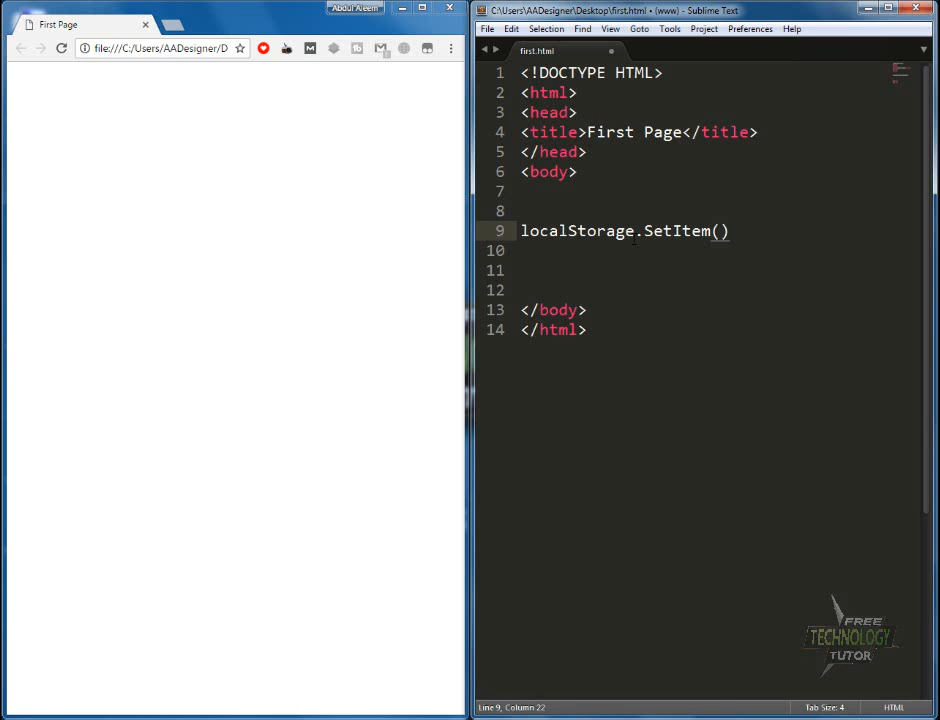 Abdul Aleem
First Page
file:///C:/Users/AADesigner/D
C:\Users\AADesigner\Desktop\first.html • (www) - Sublime Text
File Edit Selection Find View Goto Tools Project Preferences Help
first.html
1 <!DOCTYPE HTML>
2 <html>
3 <head>
4 <title>First Page</title>
5 </head>
6 <body>
7
8
9 localStorage.SetItem()
10
11
12
13 </body>
14 </html>
FREE
TECHNOLOGY
TUTOR
Line 9, Column 22
Tab Size: 4
HTML